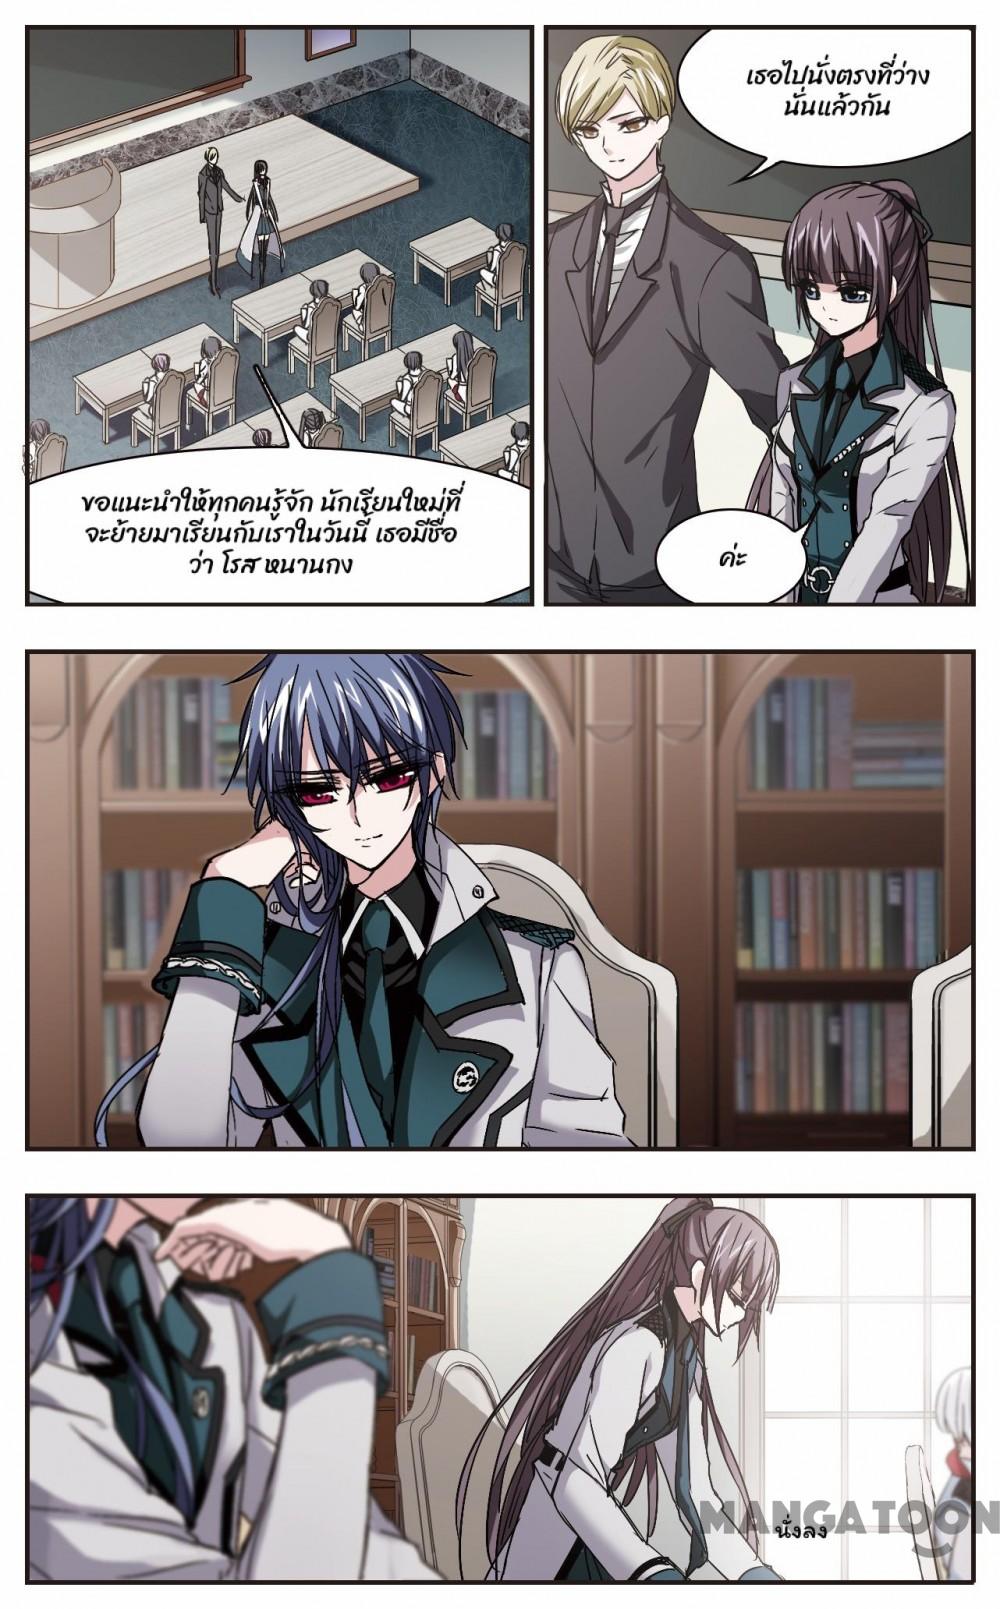 ขอแนะนำให้ทุกคนรู้จัก นักเรียนใหม่ที่
จะย้ายมาเรียนกับเราในวันนี้ เธอมีชื่อ
ว่า โรส หนานกง
เธอไปนั่งตรงที่ว่าง
นั่นแล้วกัน
ค่ะ
นั่งลง
MANGATOON